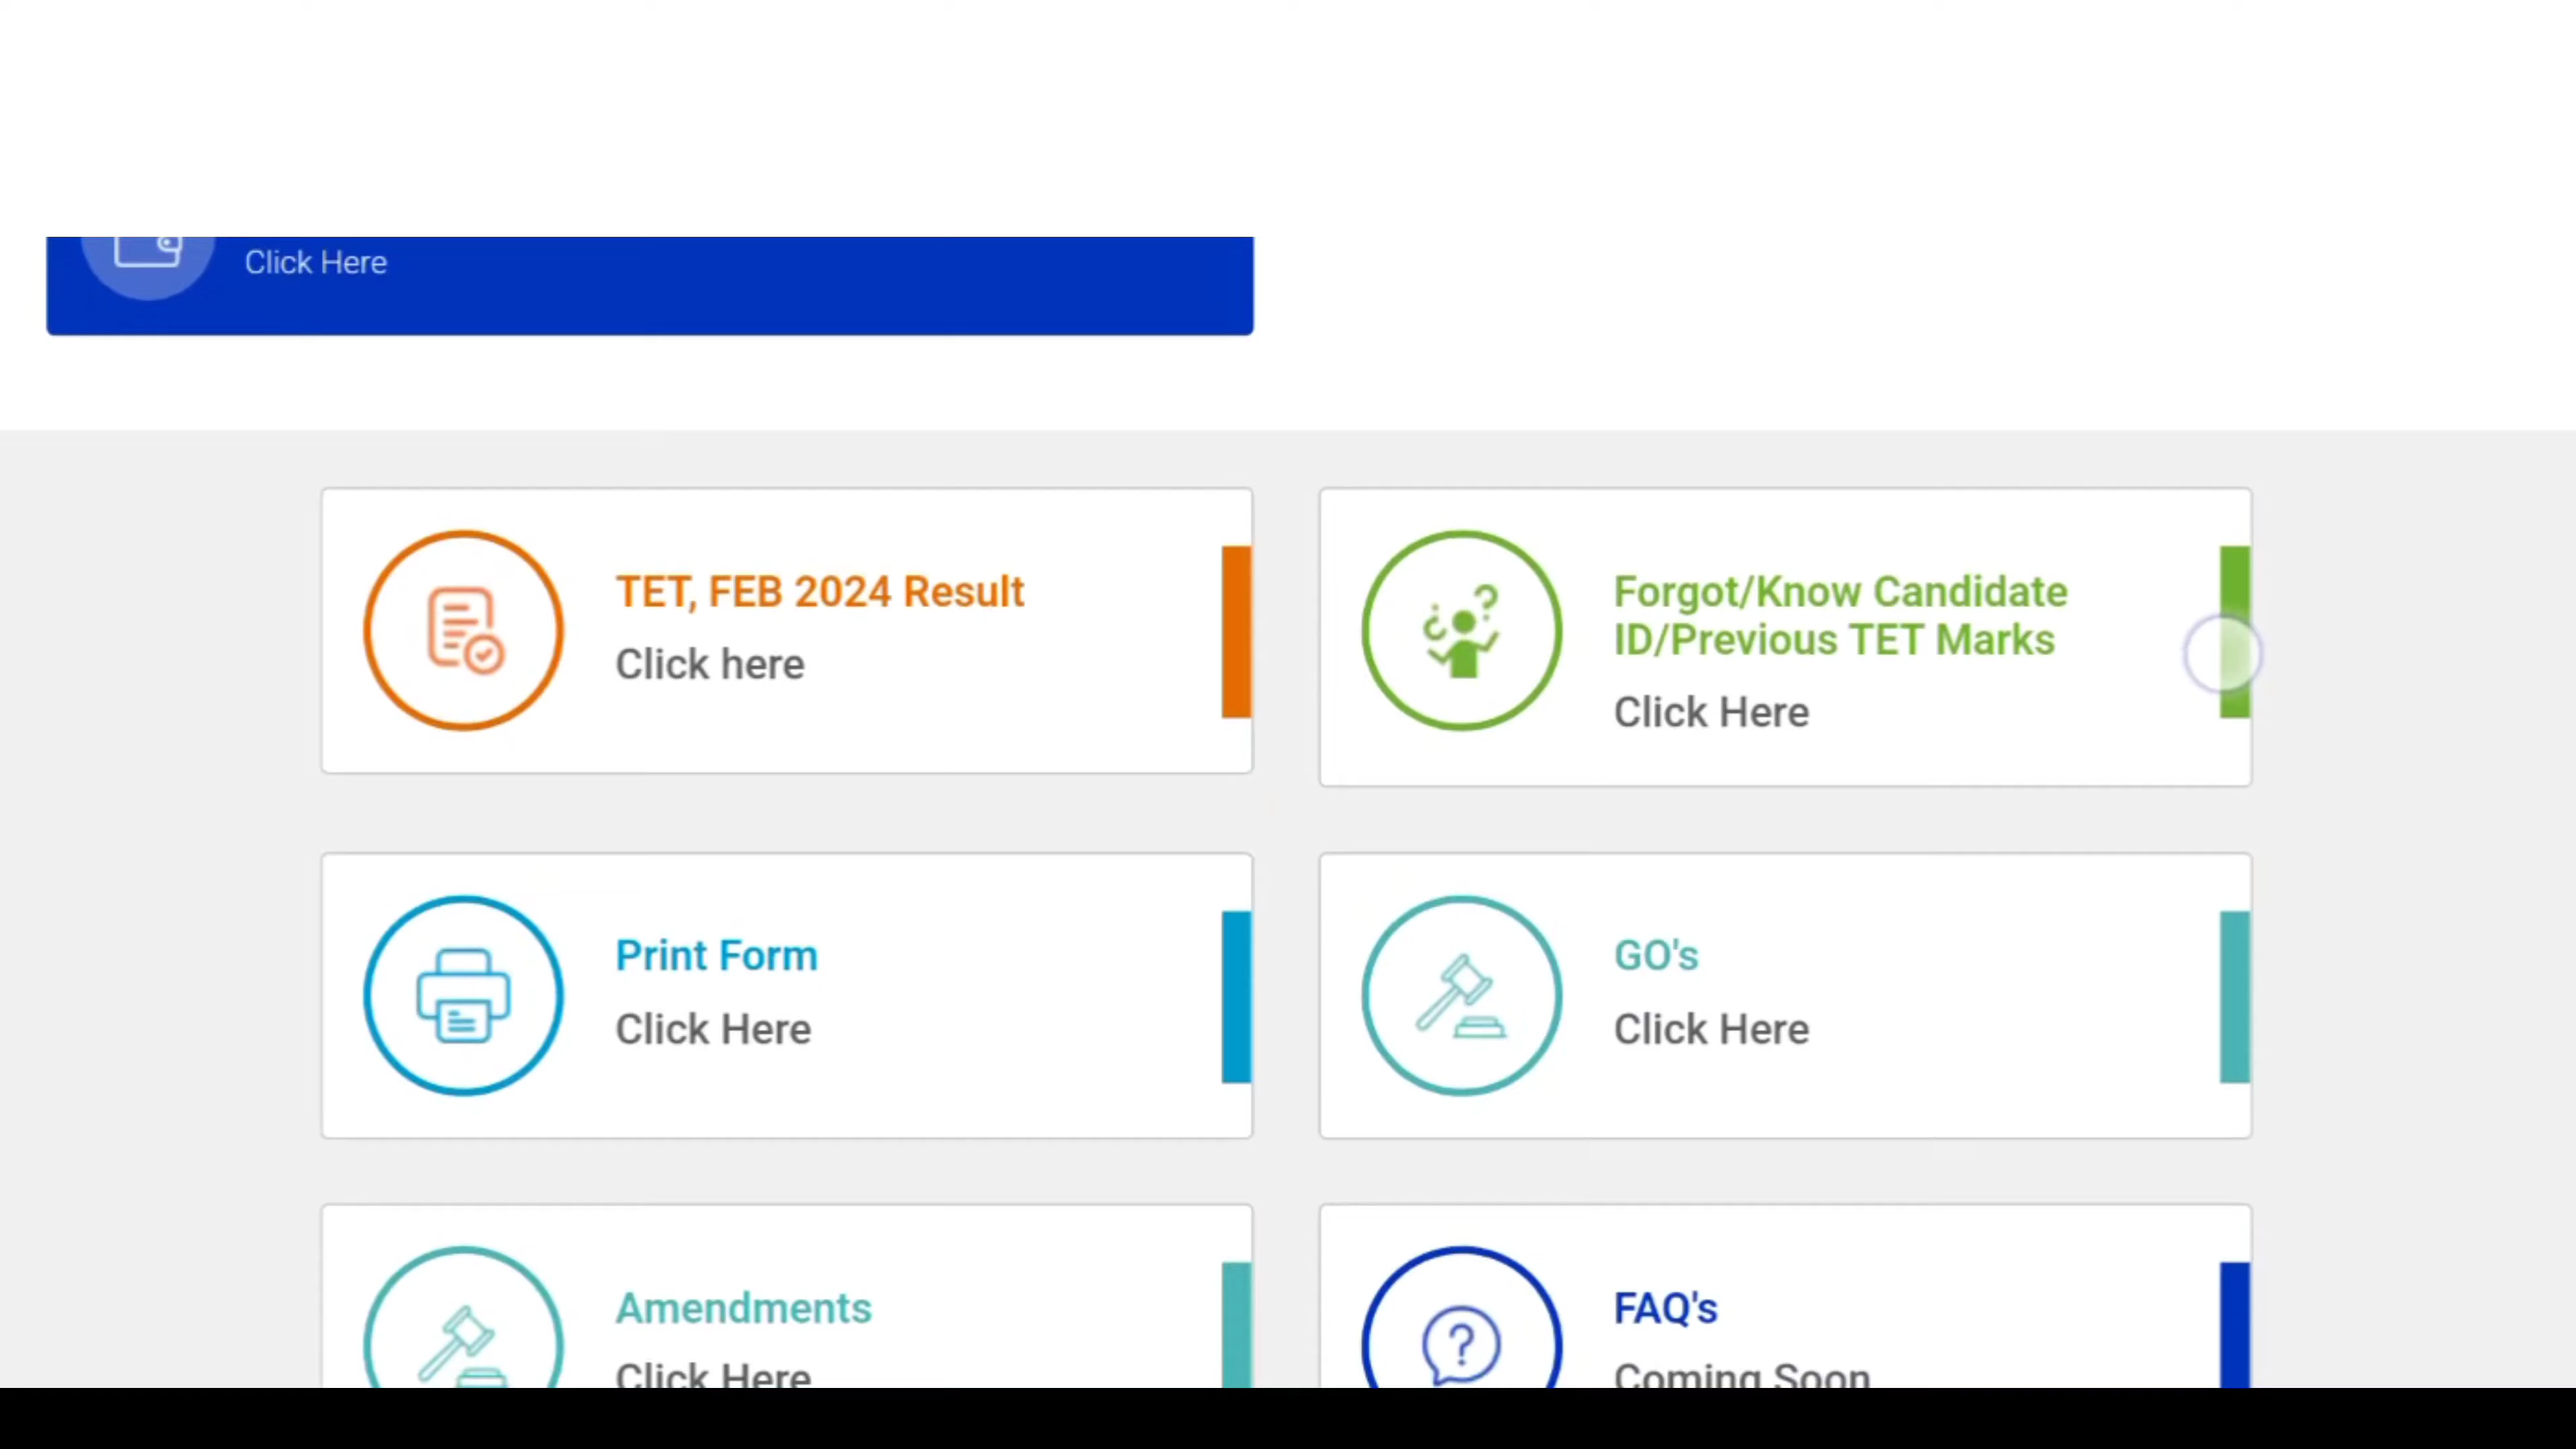 Click Here
TET, FEB 2024 Result
Click here
Forgot/Know Candidate
ID/Previous TET Marks
Click Here
Print Form
Click Here
GO's
Click Here
Amendments
Click Here
FAQ's
Coming Soon